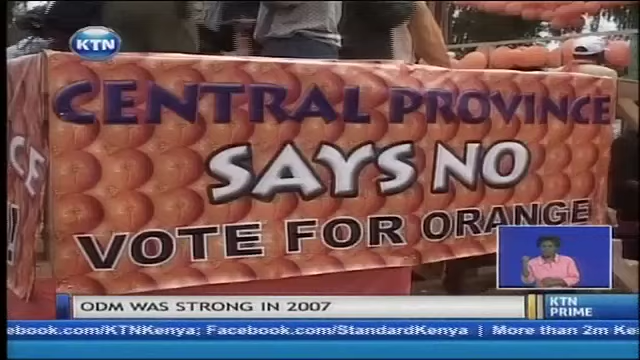 KTN
CENTRAL PROVINCE
SAYS NO
VOTE FOR ORANGE
CE
!
ODM WAS STRONG IN 2007
KTN
PRIME
ebook.com/KTNKenya; Facebook.com/StandardKenya | More than 2m Ke